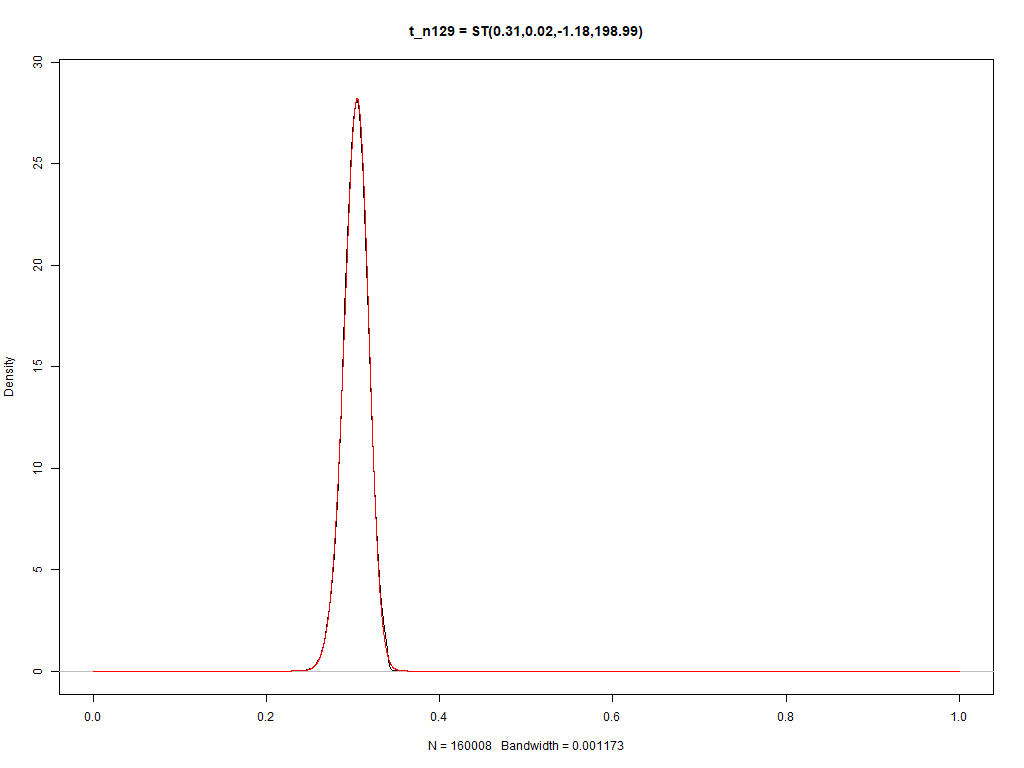 t_n129 = ST(0.31,0.02,-1.18,198.99)
30
25
20
15
10
5
0
Density
0.0 0.2 0.4 0.6 0.8 1.0
N = 160008 Bandwidth = 0.001173